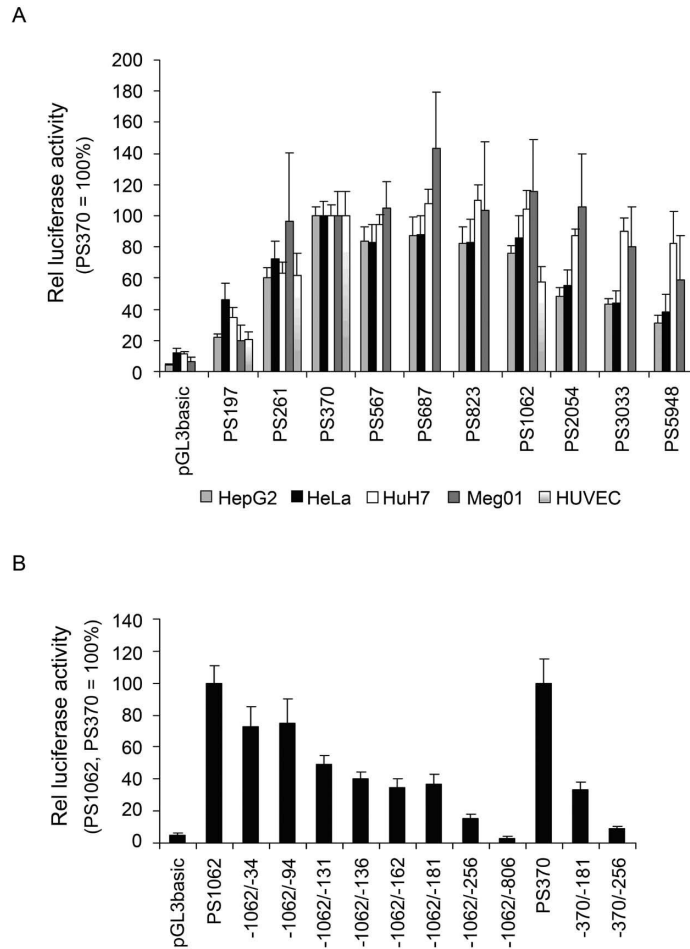 A
Rel luciferase activity
(PS370 = 100%)
200
180
160
140
120
100
80
60
40
20
0
pGL3basic
PS197
PS261
PS370
PS567
PS687
PS823
PS1062
PS2054
PS3033
PS5948
HepG2 HeLa HuH7 Meg01 HUVEC
B
Rel luciferase activity
(PS1062, PS370 = 100%)
140
120
100
80
60
40
20
0
pGL3basic
PS1062
-1062/-34
-1062/-94
-1062/-131
-1062/-136
-1062/-162
-1062/-181
-1062/-256
-1062/-806
PS370
-370/-181
-370/-256